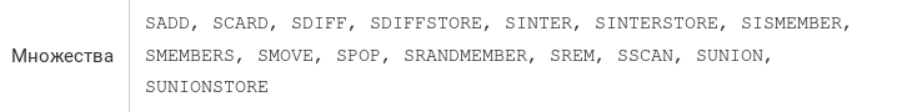 SADD, SCARD, SDIFF, SDIFFSTORE, SINTER, SINTERSTORE, SISMEMBER,
Множества SMEMBERS, SMOVE, SPOP, SRANDMEMBER, SREM, SSCAN, SUNION,
SUNIONSTORE